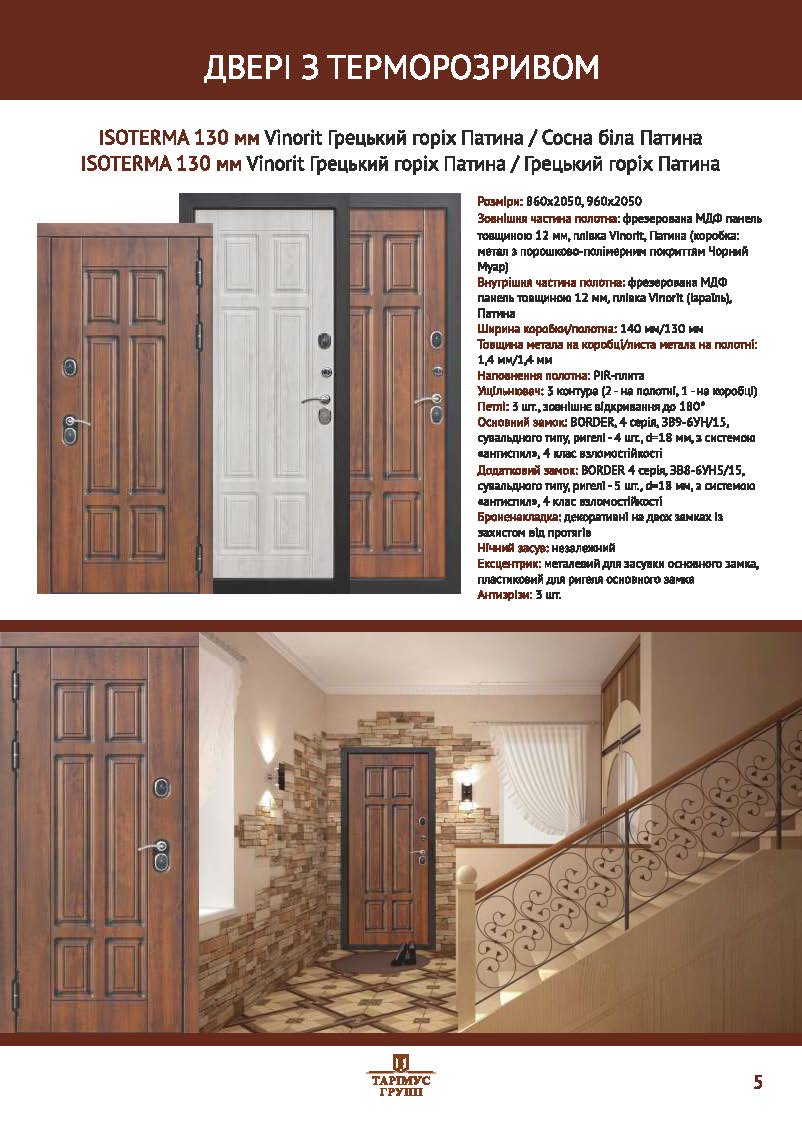 ДВЕРІ З ТЕРМОРОЗРИВОМ
ISOTERMA 130 мм Vinorit Грецький горіх Патина / Сосна біла Патина
ISOTERMA 130 мм Vinorit Грецький горіх Патина / Грецький горіх Патина
Розміри: 860х2050, 960х2050
Зовнішня частина полотна: фрезерована МДФ панель
товщиною 12 мм, плівка Vinorit, Патина (коробка:
метал з порошково-полімерним покриттям Чорний
Муар)
Внутрішня частина полотна: фрезерована МДФ
панель товщиною 12 мм, плівка Vinorit (Ізраїль),
Патина
Ширина коробки/полотна: 140 мм/130 мм
Товщина метала на коробці/листа метала на полотні:
1,4 мм/1,4 мм
Наповнення полотна: PIR-плита
Ущільнювач: 3 контура (2 - на полотні, 1 - на коробці)
Петлі: 3 шт., зовнішнє відкривання до 180°
Основний замок: BORDER, 4 серія, ЗВ9-6УН/15,
сувальдного типу, ригелі - 4 шт., d=18 мм, з системою
«антиспил», 4 клас взломостійкості
Додатковий замок: BORDER 4 серія, ЗВ8-6УН5/15,
сувальдного типу, ригелі - 5 шт., d=18 мм, з системою
«антиспил», 4 клас взломостійкості
Броненакладка: декоративні на двох замках із
захистом від протягів
Нічний засув: незалежний
Ексцентрик: металевий для засувки основного замка,
пластиковий для ригеля основного замка
Антизрізи: 3 шт.
ТАРІМУС
ГРУПП
5